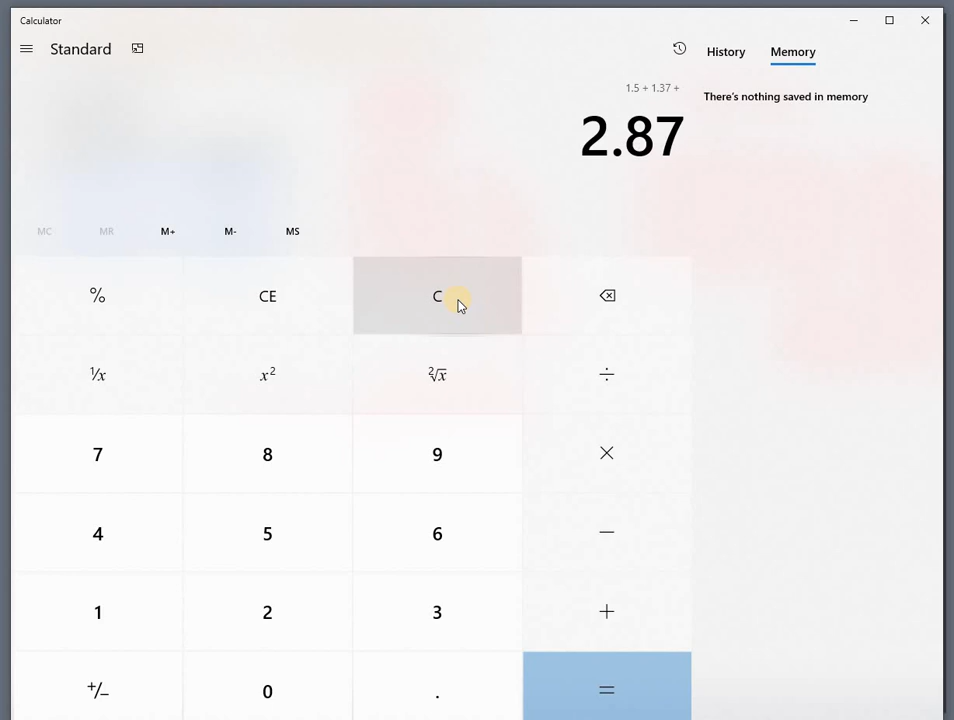 Calculator
Standard
History Memory
1.5 + 1.37 +
There's nothing saved in memory
2.87
MC MR M+ M- MS
% CE C
¹/x x² ²√x ÷
7 8 9 ×
4 5 6 −
1 2 3 +
+/− 0 . =